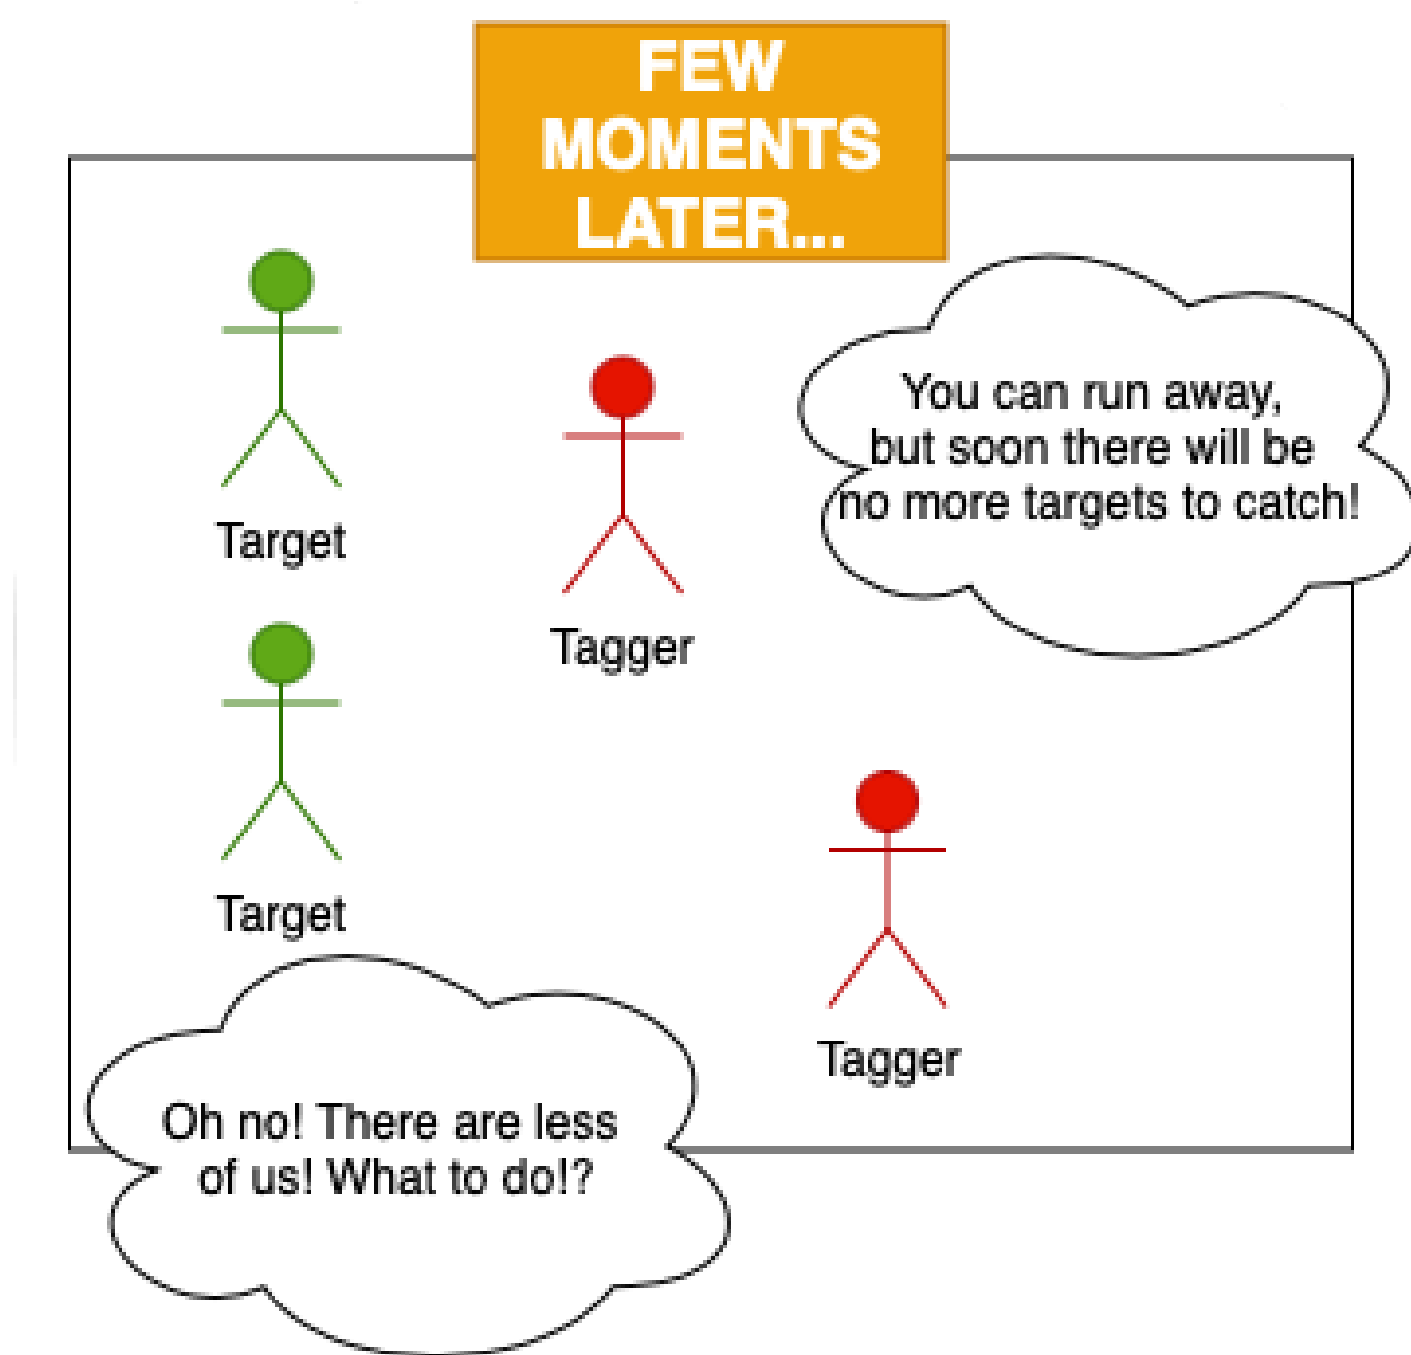 FEW
MOMENTS
LATER...
Target
Tagger
You can run away,
but soon there will be
no more targets to catch!
Target
Tagger
Oh no! There are less
of us! What to do!?